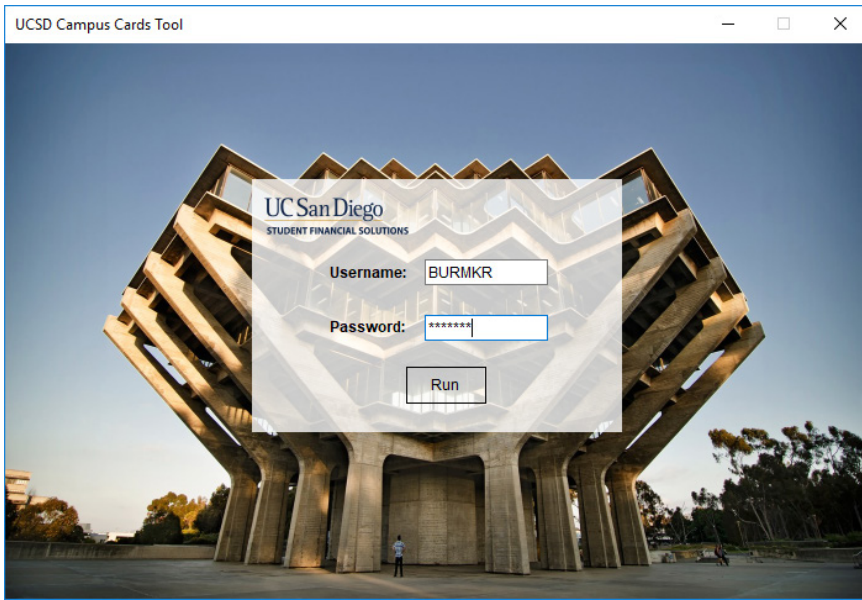 UCSD Campus Cards Tool
UC San Diego
STUDENT FINANCIAL SOLUTIONS
Username: BURMKR
Password: *******
Run